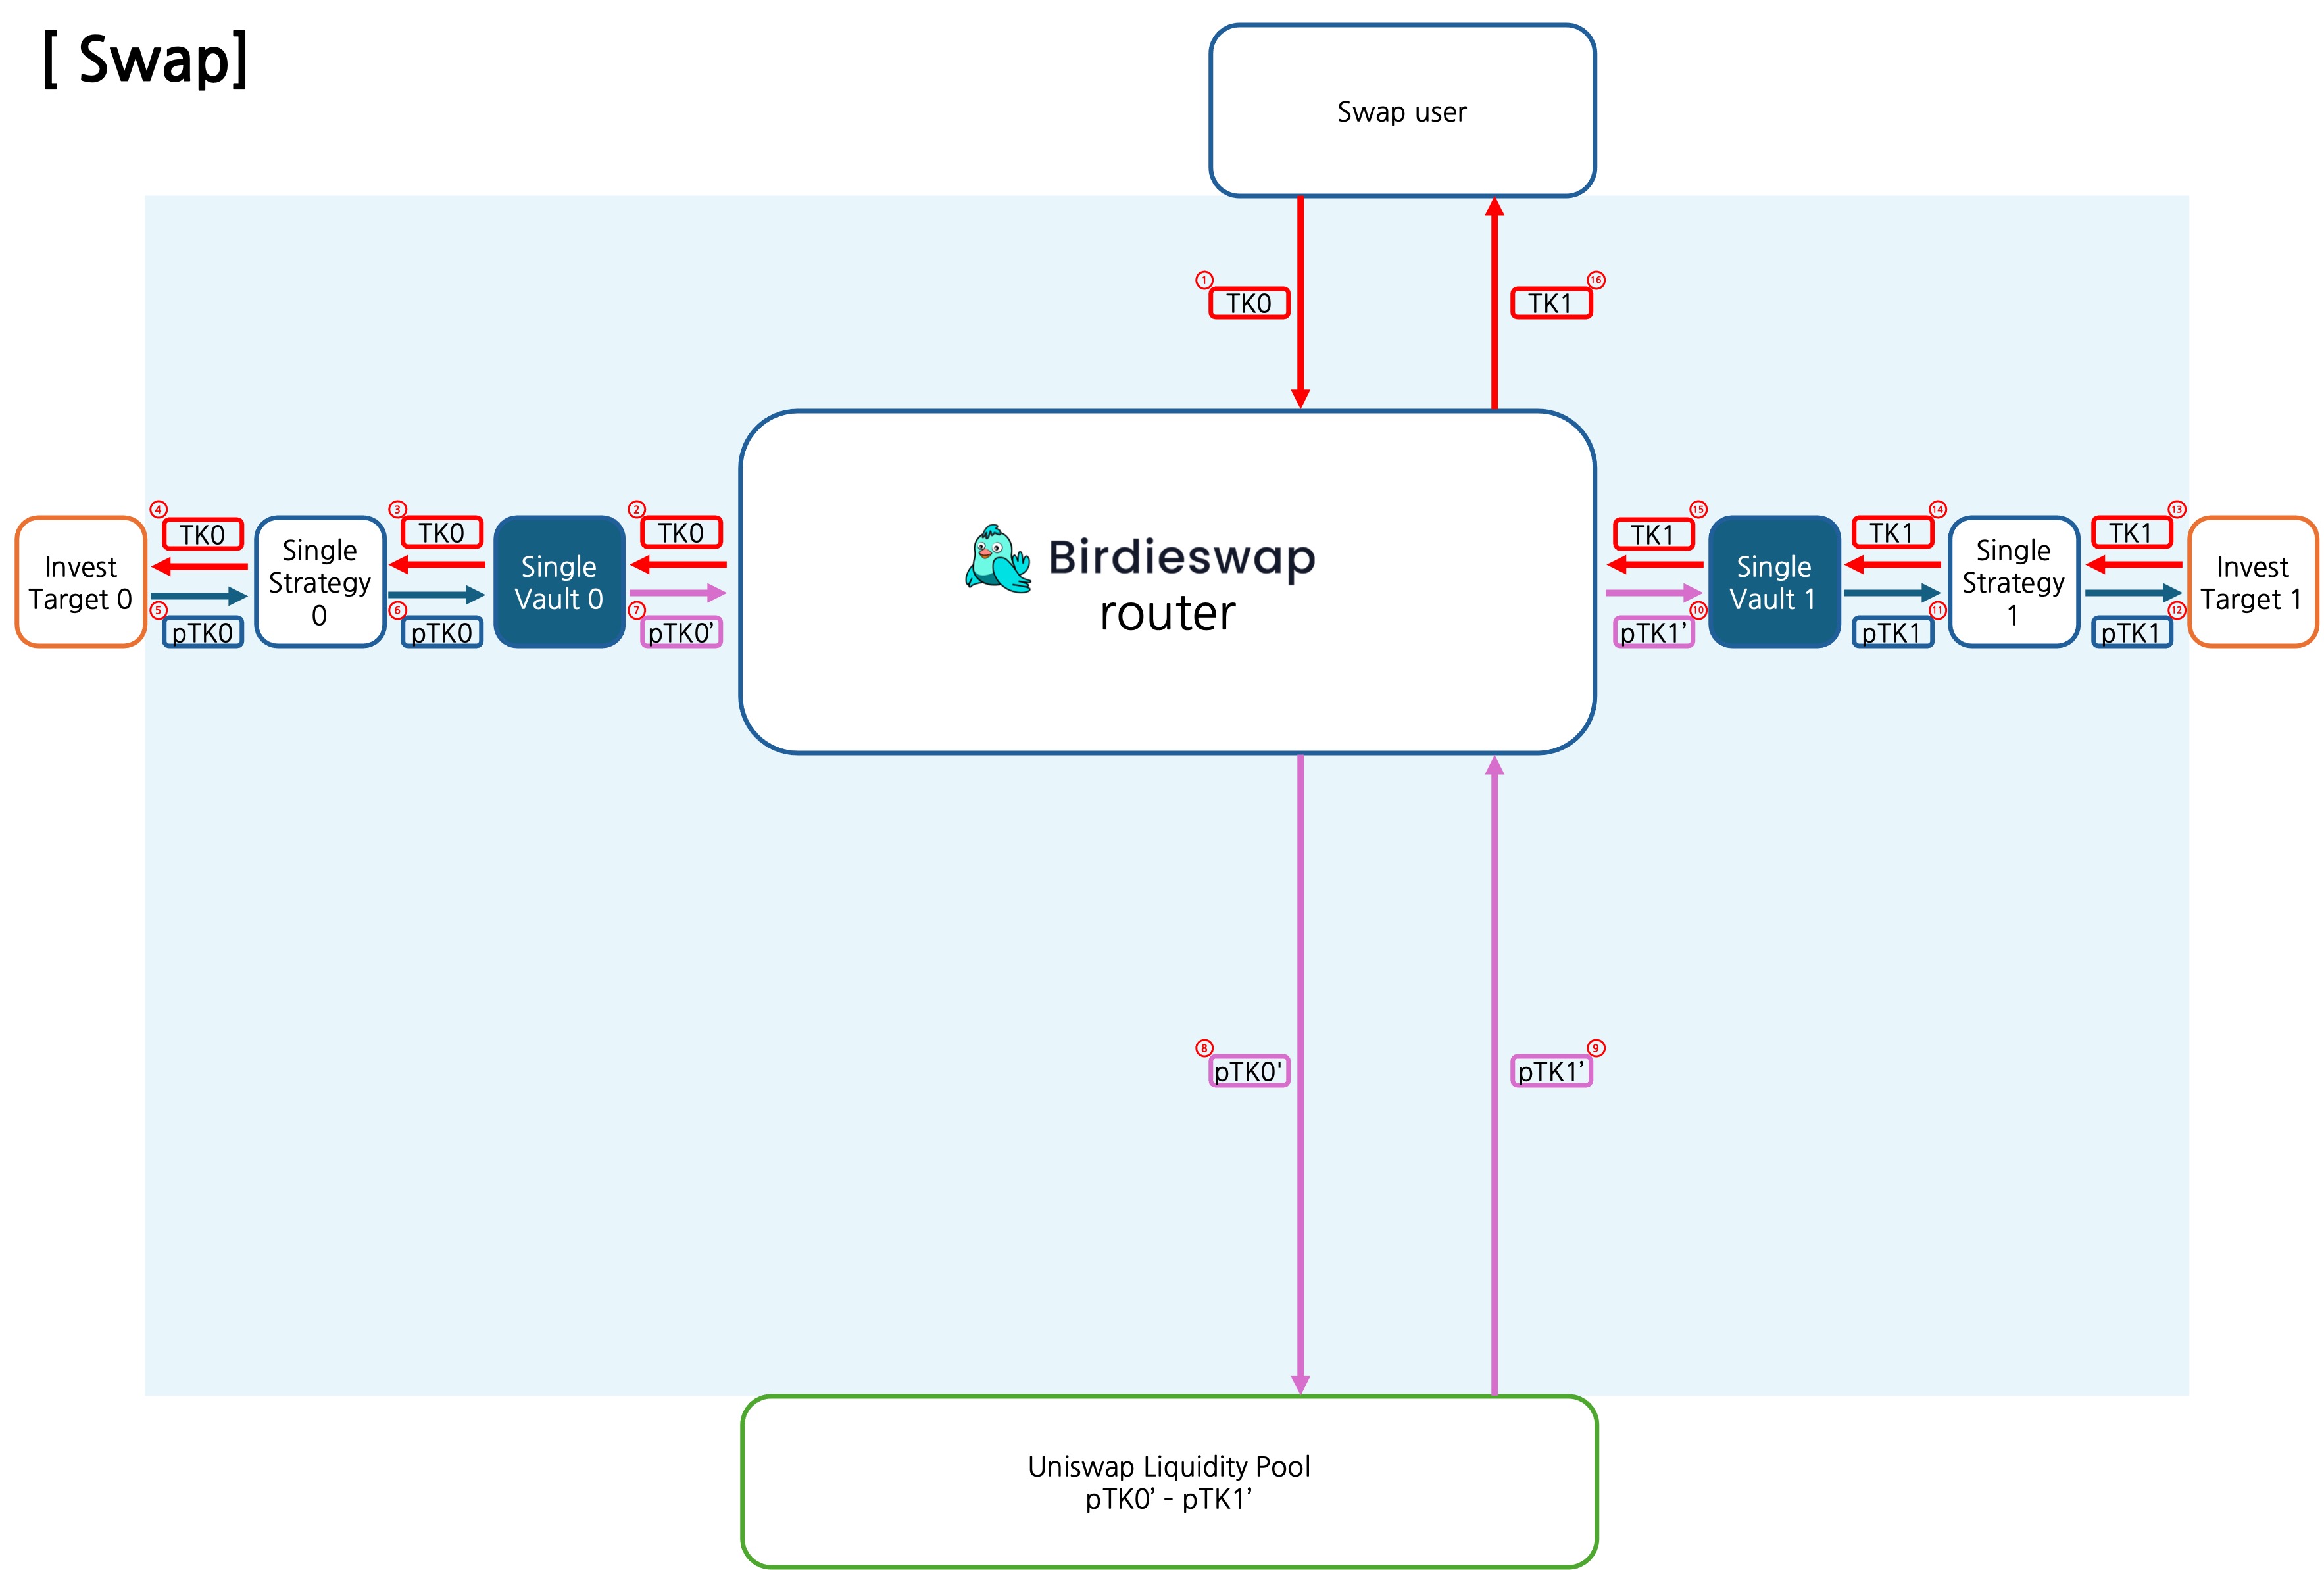 [ Swap]
Swap user
① TK0
TK1 ⑯
④ TK0
③ TK0
② TK0
Invest
Target 0
Single
Strategy
0
Single
Vault 0
⑤ pTK0
⑥ pTK0
⑦ pTK0’
Birdieswap
router
TK1 ⑮
TK1 ⑭
TK1 ⑬
Single
Vault 1
Single
Strategy
1
Invest
Target 1
pTK1’ ⑩
pTK1 ⑪
pTK1 ⑫
⑧ pTK0'
pTK1’ ⑨
Uniswap Liquidity Pool
pTK0’ - pTK1’